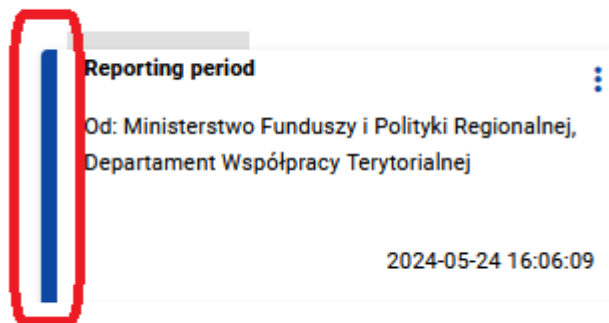 Reporting period
Od: Ministerstwo Funduszy i Polityki Regionalnej,
Departament Współpracy Terytorialnej
2024-05-24 16:06:09